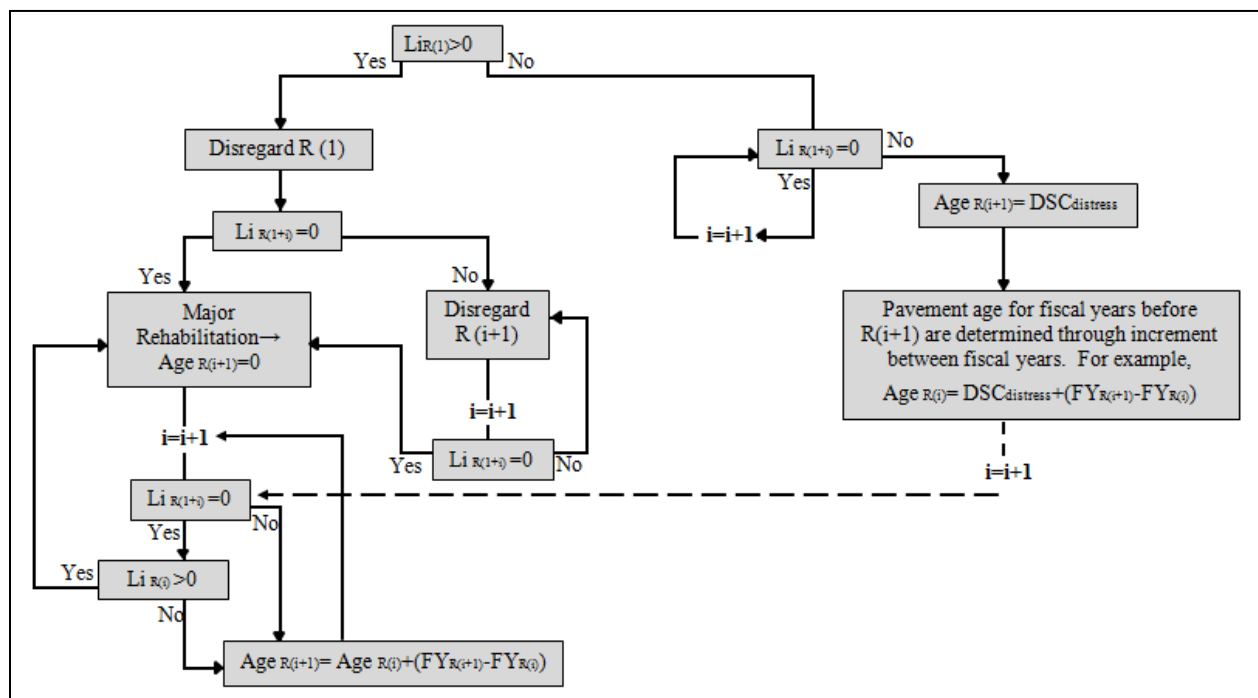 LiR(1)>0
Yes
No
Disregard R (1)
Li R(1+i) =0
No
Yes
i=i+1
Age R(i+1)= DSCdistress
Li R(1+i) =0
Yes
No
Major
Rehabilitation→
Age R(i+1)=0
Disregard
R (i+1)
Pavement age for fiscal years before
R(i+1) are determined through increment
between fiscal years. For example,
Age R(i)= DSCdistress+(FYR(i+1)-FYR(i))
i=i+1
i=i+1
Yes
Li R(1+i) =0
No
i=i+1
Li R(1+i) =0
Yes
No
Yes
Li R(i) >0
No
Age R(i+1)= Age R(i)+(FYR(i+1)-FYR(i))